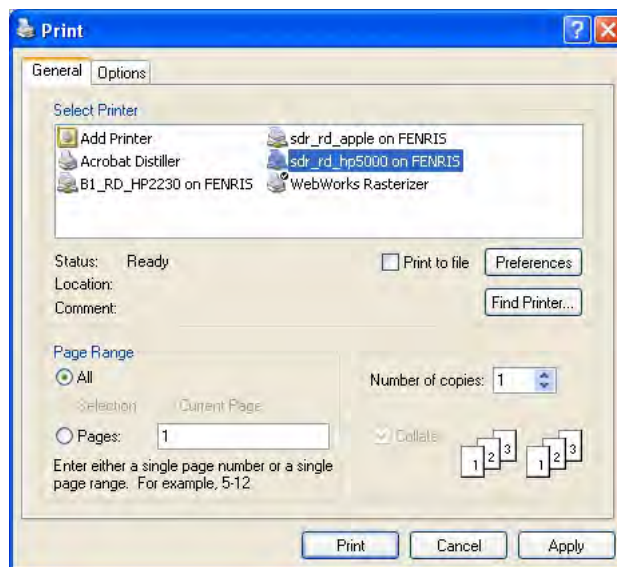 Print
General Options
Select Printer
Add Printer sdr_rd_apple on FENRIS
Acrobat Distiller sdr_rd_hp5000 on FENRIS
B1_RD_HP2230 on FENRIS WebWorks Rasterizer
Status: Ready Print to file Preferences
Location:
Comment: Find Printer...
Page Range
All Number of copies: 1
Selection Current Page
Pages: 1 Collate
Enter either a single page number or a single
page range. For example, 5-12
1 2 3 1 2 3
Print Cancel Apply